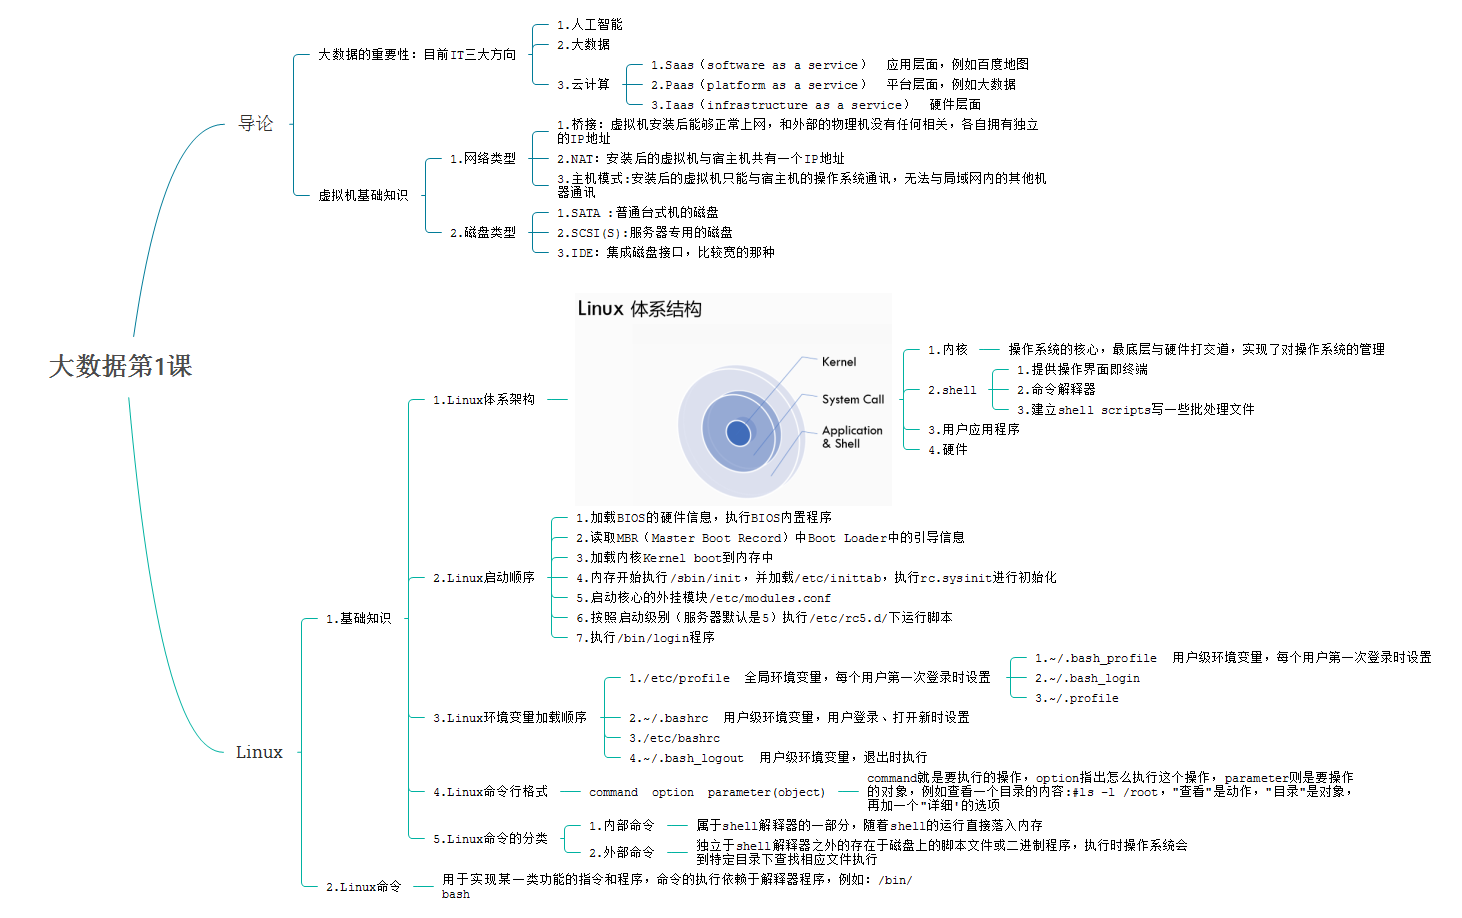 大数据第1课
导论
大数据的重要性：目前IT三大方向
1.人工智能
2.大数据
3.云计算
1.Saas（software as a service） 应用层面，例如百度地图
2.Paas（platform as a service） 平台层面，例如大数据
3.Iaas（infrastructure as a service） 硬件层面
虚拟机基础知识
1.网络类型
1.桥接：虚拟机安装后能够正常上网，和外部的物理机没有任何相关，各自拥有独立
的IP地址
2.NAT：安装后的虚拟机与宿主机共有一个IP地址
3.主机模式:安装后的虚拟机只能与宿主机的操作系统通讯，无法与局域网内的其他机
器通讯
2.磁盘类型
1.SATA :普通台式机的磁盘
2.SCSI(S):服务器专用的磁盘
3.IDE：集成磁盘接口，比较宽的那种
Linux
1.基础知识
1.Linux体系架构
Linux 体系结构
Kernel
System Call
Application
& Shell
1.内核
操作系统的核心，最底层与硬件打交道，实现了对操作系统的管理
2.shell
1.提供操作界面即终端
2.命令解释器
3.建立shell scripts写一些批处理文件
3.用户应用程序
4.硬件
2.Linux启动顺序
1.加载BIOS的硬件信息，执行BIOS内置程序
2.读取MBR（Master Boot Record）中Boot Loader中的引导信息
3.加载内核Kernel boot到内存中
4.内存开始执行/sbin/init，并加载/etc/inittab，执行rc.sysinit进行初始化
5.启动核心的外挂模块/etc/modules.conf
6.按照启动级别（服务器默认是5）执行/etc/rc5.d/下运行脚本
7.执行/bin/login程序
3.Linux环境变量加载顺序
1./etc/profile 全局环境变量，每个用户第一次登录时设置
1.~/.bash_profile 用户级环境变量，每个用户第一次登录时设置
2.~/.bash_login
3.~/.profile
2.~/.bashrc 用户级环境变量，用户登录、打开新时设置
3./etc/bashrc
4.~/.bash_logout 用户级环境变量，退出时执行
4.Linux命令行格式
command option parameter(object)
command就是要执行的操作，option指出怎么执行这个操作，parameter则是要操作
的对象，例如查看一个目录的内容:#ls -l /root，"查看"是动作，"目录"是对象，
再加一个"详细'的选项
5.Linux命令的分类
1.内部命令
属于shell解释器的一部分，随着shell的运行直接落入内存
2.外部命令
独立于shell解释器之外的存在于磁盘上的脚本文件或二进制程序，执行时操作系统会
到特定目录下查找相应文件执行
2.Linux命令
用于实现某一类功能的指令和程序，命令的执行依赖于解释器程序，例如：/bin/
bash